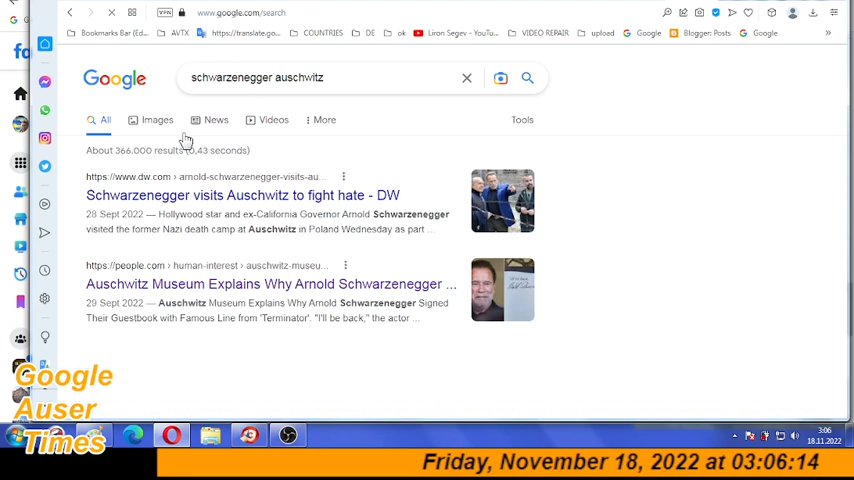 www.google.com/search
VPN
Bookmarks Bar (Ed... AVTX https://translate.go... COUNTRIES DE ok Liron Segev - YouT... VIDEO REPAIR upload Google Blogger: Posts Google
Google
schwarzenegger auschwitz
All Images News Videos More Tools
About 366.000 results (0,43 seconds)
https://www.dw.com › arnold-schwarzenegger-visits-au...
Schwarzenegger visits Auschwitz to fight hate - DW
28 Sept 2022 — Hollywood star and ex-California Governor Arnold Schwarzenegger
visited the former Nazi death camp at Auschwitz in Poland Wednesday as part ...
https://people.com › human-interest › auschwitz-museu...
Auschwitz Museum Explains Why Arnold Schwarzenegger ...
29 Sept 2022 — Auschwitz Museum Explains Why Arnold Schwarzenegger Signed
Their Guestbook with Famous Line from 'Terminator'. "I'll be back," the actor ...
Google
Auser
Times
3:06
18.11.2022
Friday, November 18, 2022 at 03:06:14